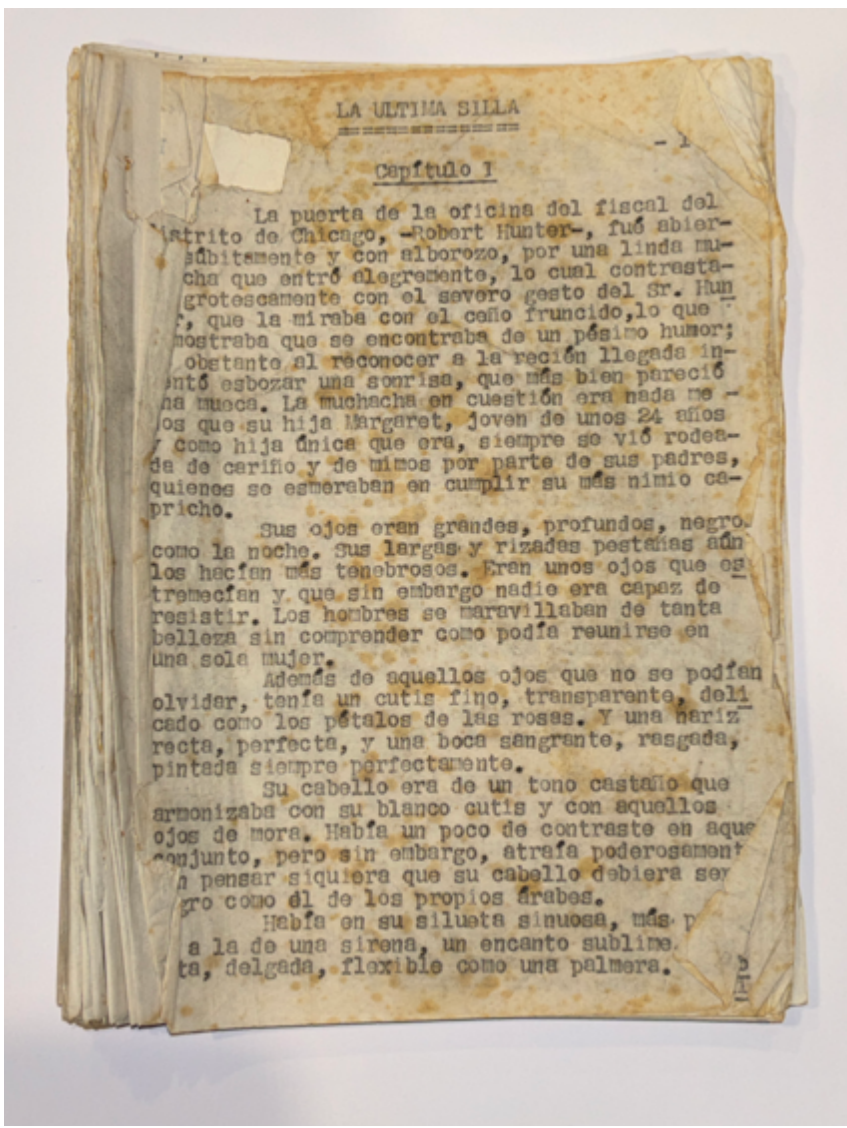 LA ULTIMA SILLA
- 1
Capítulo 1
La puerta de la oficina del fiscal del
istrito de Chicago, -Robert Hunter-, fué abier-
súbitamente y con alborozo, por una linda mu-
cha que entró alegremente, lo cual contrasta-
grotescamente con el severo gesto del Sr. Hun
r, que la miraba con el ceño fruncido,lo que
mostraba que se encontraba de un pésimo humor;
obstante al reconocer a la recién llegada in-
entó esbozar una sonrisa, que más bien pareció
na mueca. La muchacha en cuestión era nada me -
os que su hija Margaret, joven de unos 24 años
y como hija única que era, siempre se vió rodea-
da de cariño y de mimos por parte de sus padres,
quienes se esmeraban en cumplir su más nimio ca-
pricho.
Sus ojos eran grandes, profundos, negro
como la noche. Sus largas y rizadas pestañas aún
los hacían más tenebrosos. Eran unos ojos que es
tremecían y que sin embargo nadie era capaz de
resistir. Los hombres se maravillaban de tanta
belleza sin comprender como podía reunirse en
una sola mujer.
Además de aquellos ojos que no se podían
olvidar, tenía un cutis fino, transparente, deli
cado como los pétalos de las rosas. Y una nariz
recta, perfecta, y una boca sangrante, rasgada,
pintada siempre perfectamente.
Su cabello era de un tono castaño que
armonizaba con su blanco cutis y con aquellos
ojos de mora. Había un poco de contraste en aque
conjunto, pero sin embargo, atraía poderosament
n pensar siquiera que su cabello debiera ser
gro como él de los propios árabes.
Había en su silueta sinuosa, más p
a la de una sirena, un encanto sublime.
ta, delgada, flexible como una palmera.